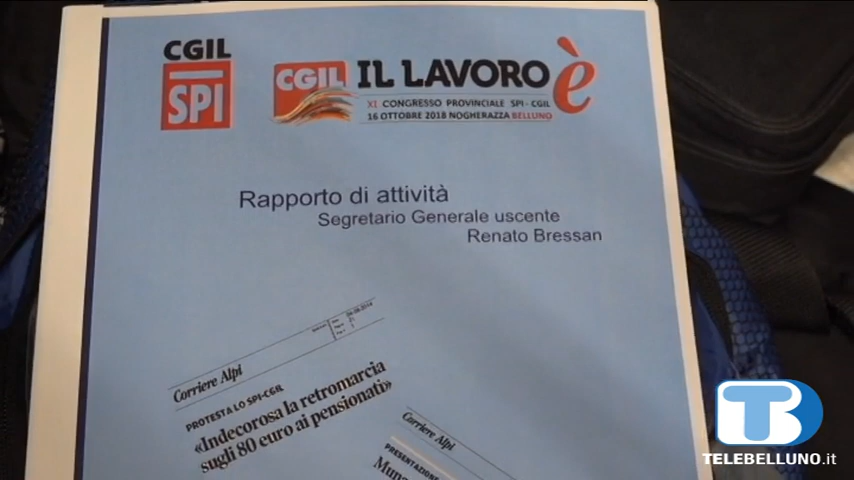 CGIL
SPI
CGIL
IL LAVORO è
XI CONGRESSO PROVINCIALE SPI - CGIL
16 OTTOBRE 2018 NOGHERAZZA BELLUNO
Rapporto di attività
Segretario Generale uscente
Renato Bressan
Corriere Alpi
PROTESTA LO SPI-CGIL
«Indecorosa la retromarcia
sugli 80 euro ai pensionati»
Corriere Alpi
PRESENTAZIONE
TB
TELEBELLUNO.it